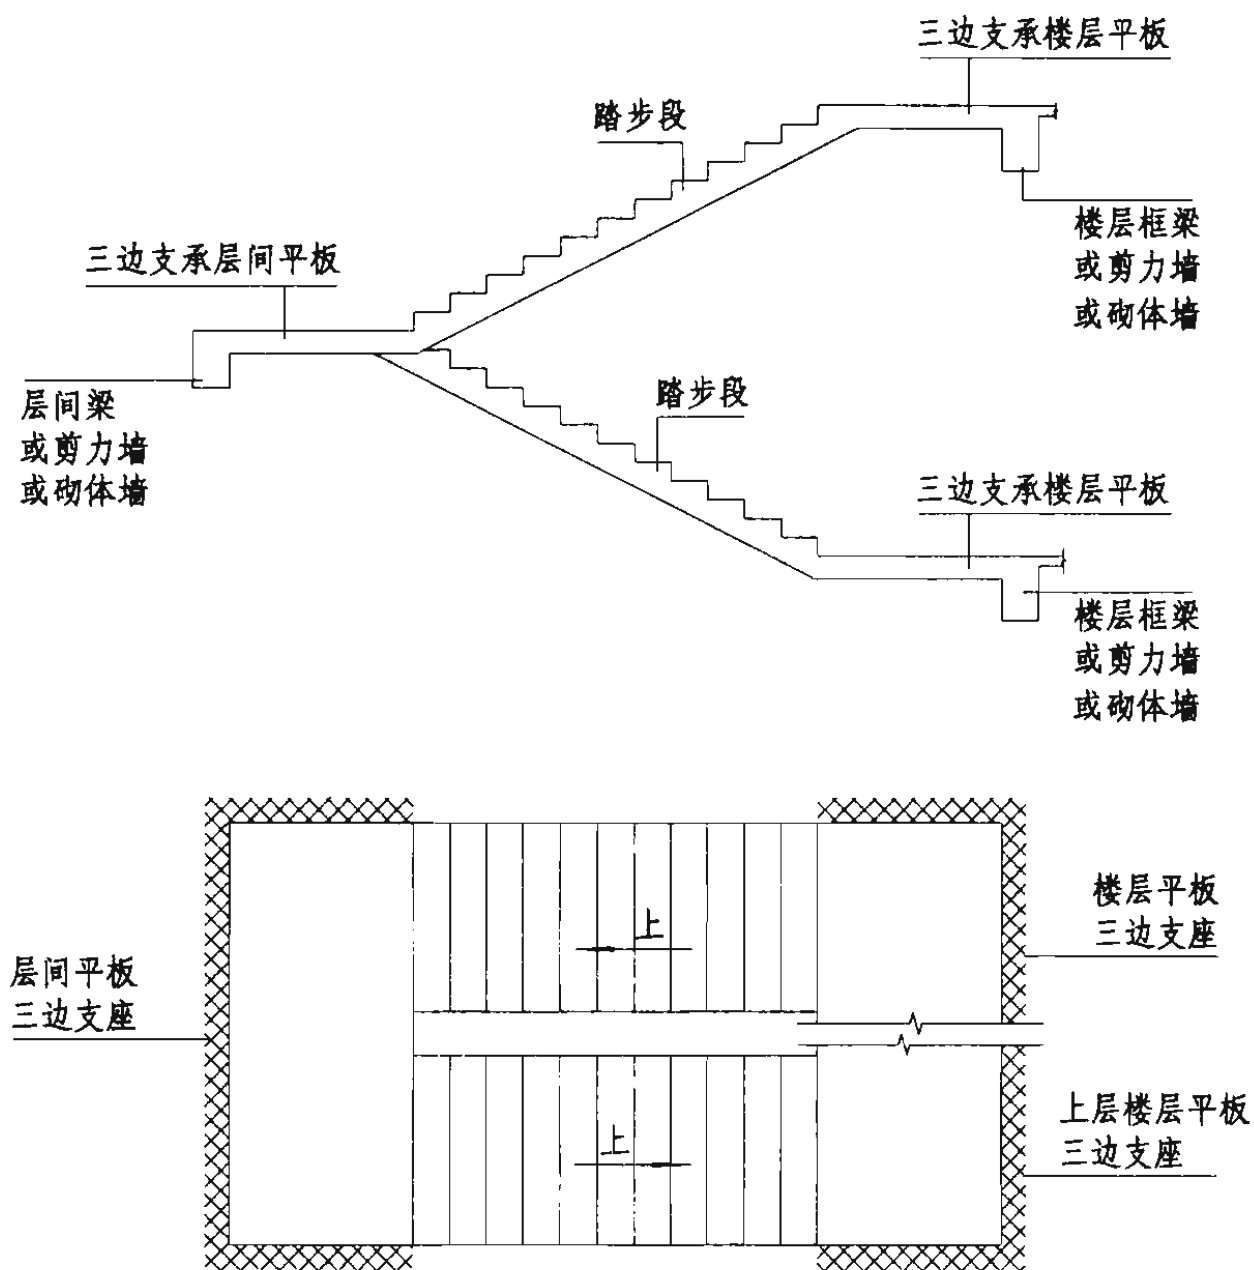 三边支承楼层平板
踏步段
楼层框梁
或剪力墙
或砌体墙
三边支承层间平板
层间梁
或剪力墙
或砌体墙
踏步段
三边支承楼层平板
楼层框梁
或剪力墙
或砌体墙
楼层平板
三边支座
上
层间平板
三边支座
上层楼层平板
三边支座
上